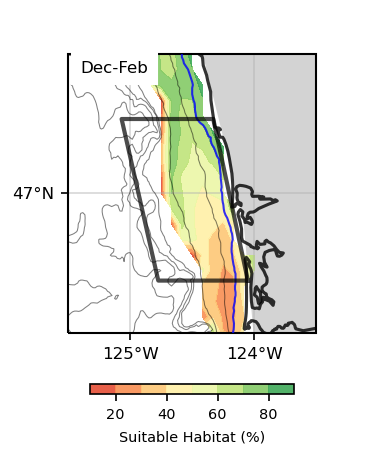 Dec-Feb
47°N
125°W 124°W
20 40 60 80
Suitable Habitat (%)